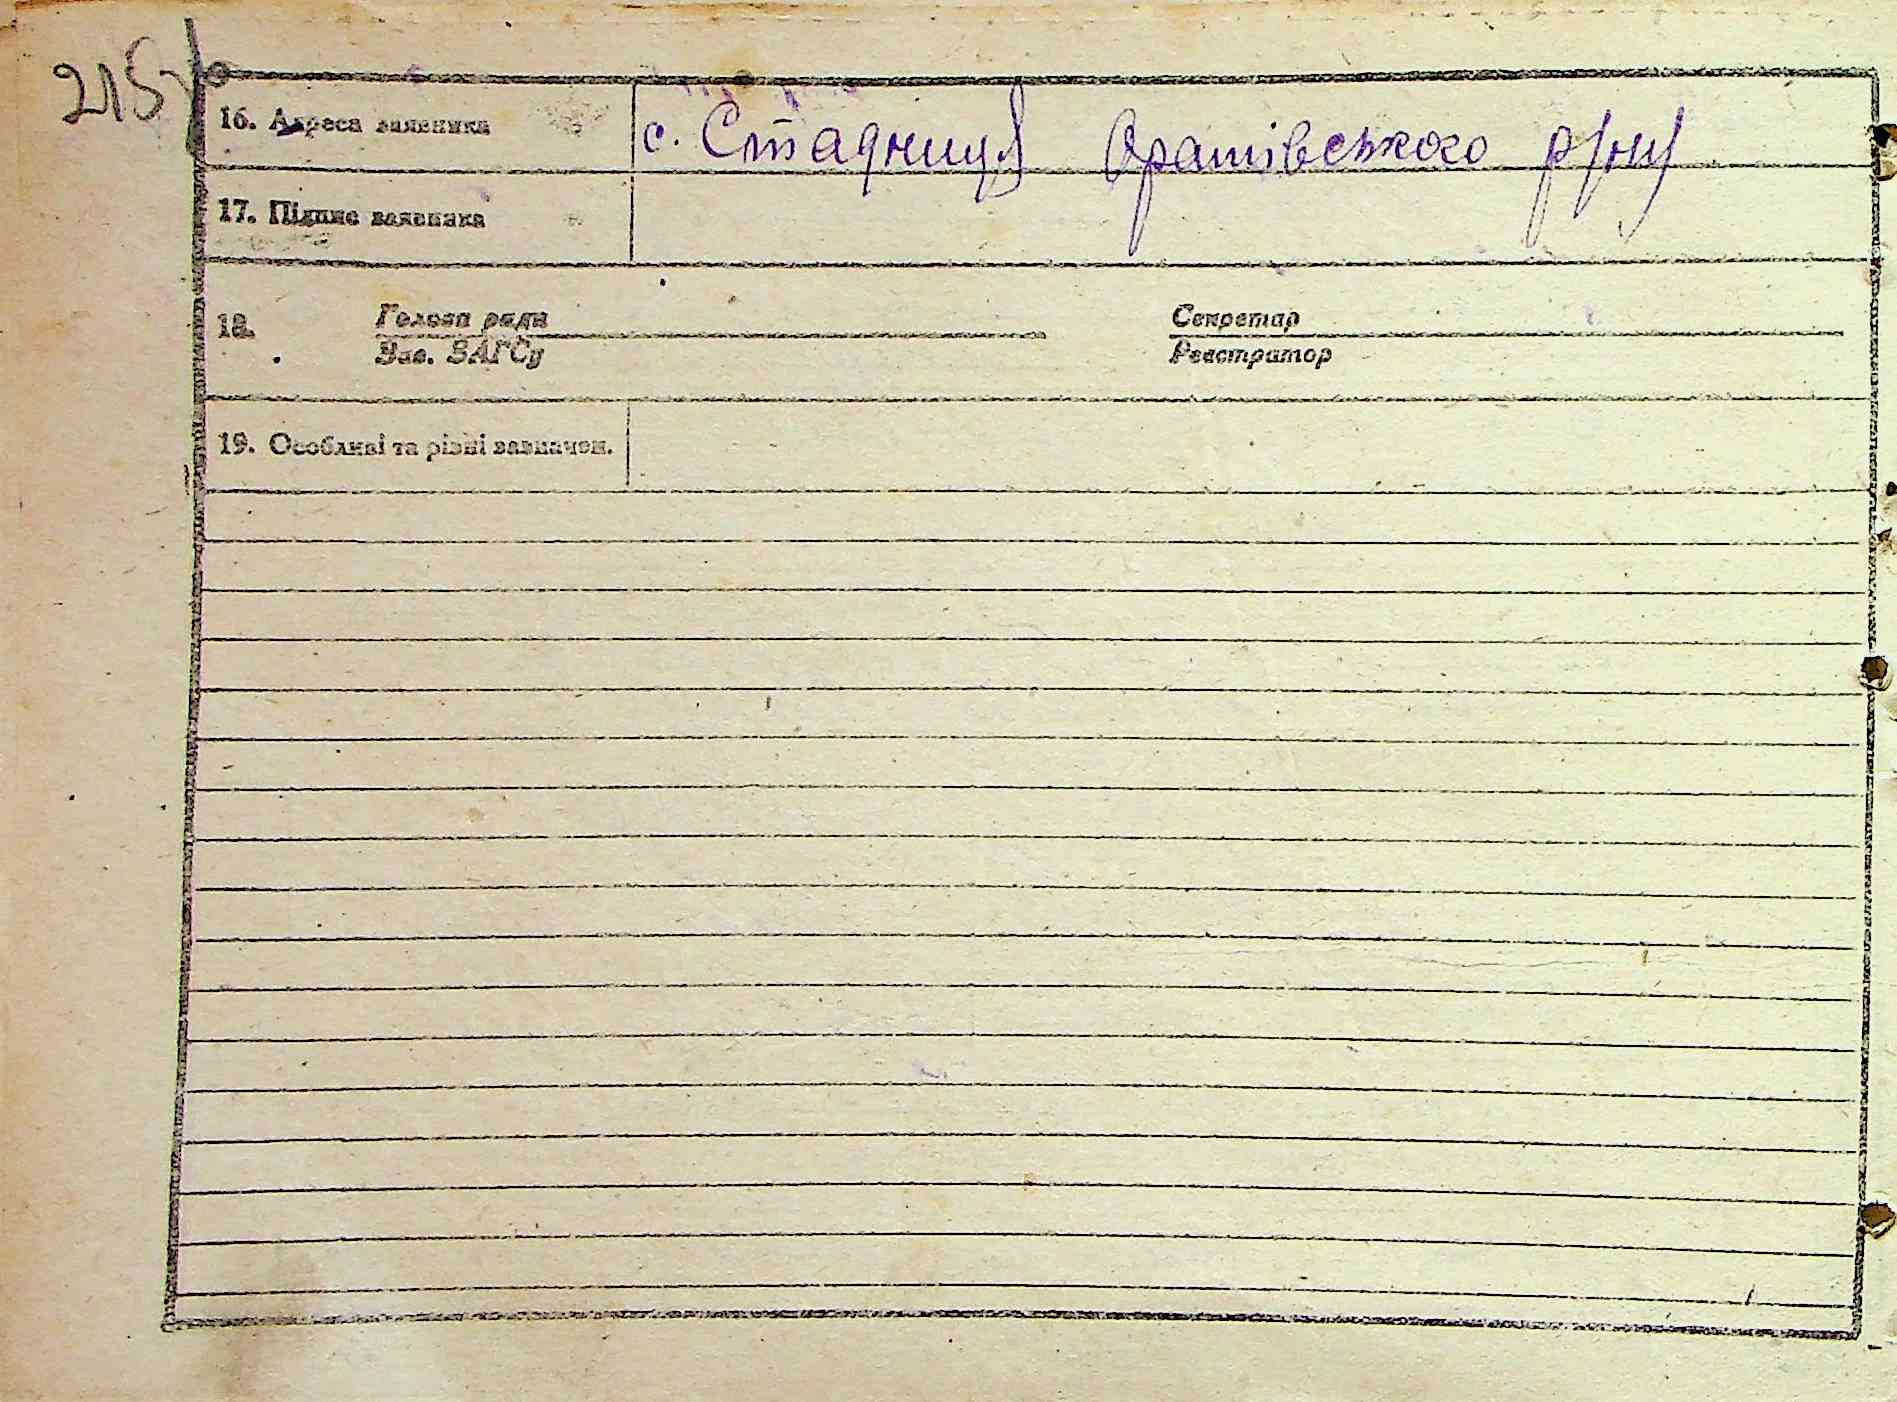 215
16. Адреса заявника с. Стадниця Оратівського р/ну
17. Підпис заявника
18. Голова ради Секретар
Зав. ЗАГСу Реєстратор
19. Особливі та різні зазначен.